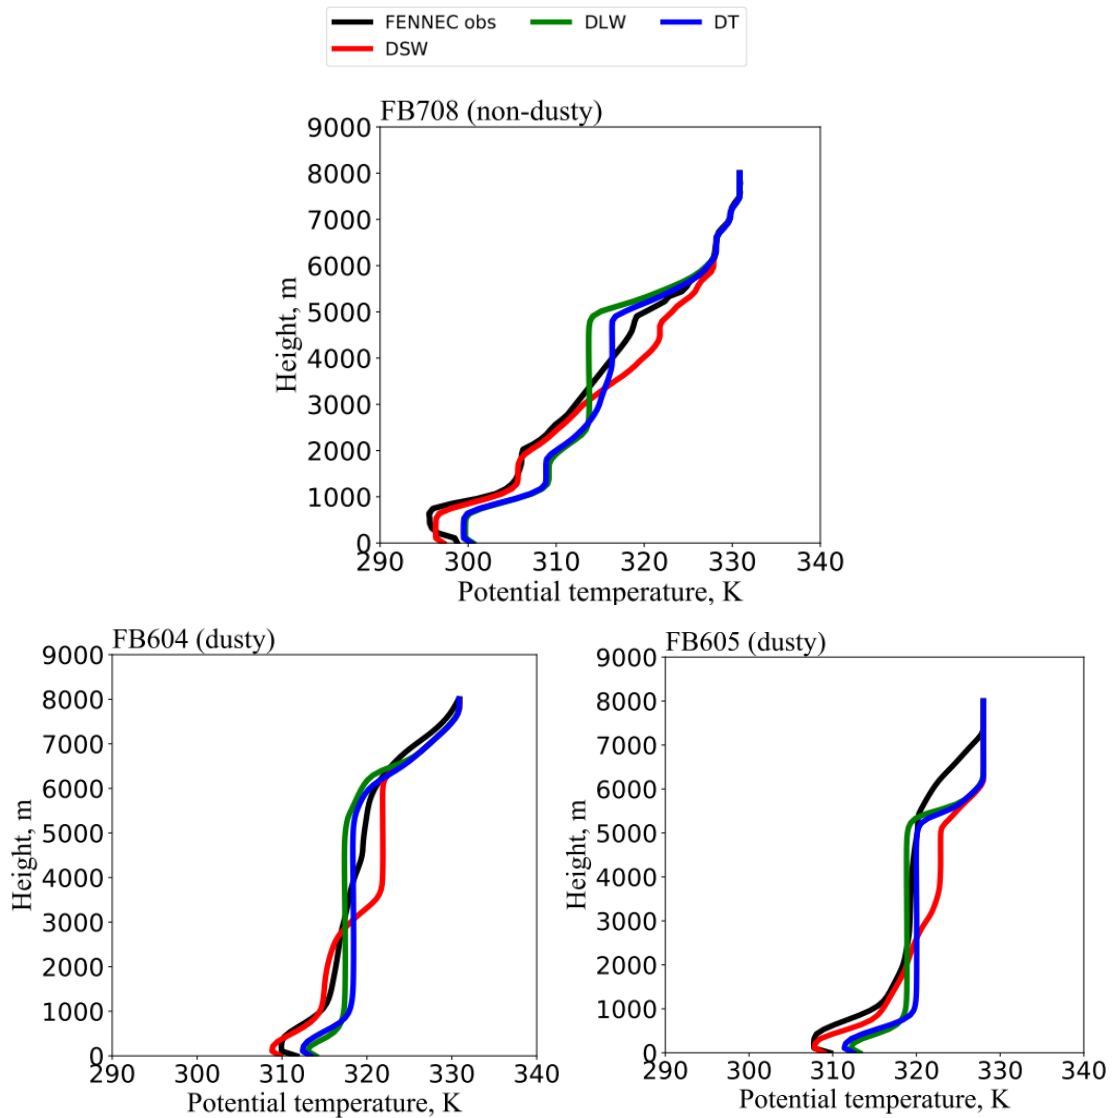 FENNEC obs DLW DT
DSW
FB708 (non-dusty)
9000
8000
7000
6000
5000
4000
3000
2000
1000
0
Height, m
290 300 310 320 330 340
Potential temperature, K
FB604 (dusty)
9000
8000
7000
6000
5000
4000
3000
2000
1000
0
Height, m
290 300 310 320 330 340
Potential temperature, K
FB605 (dusty)
9000
8000
7000
6000
5000
4000
3000
2000
1000
0
Height, m
290 300 310 320 330 340
Potential temperature, K